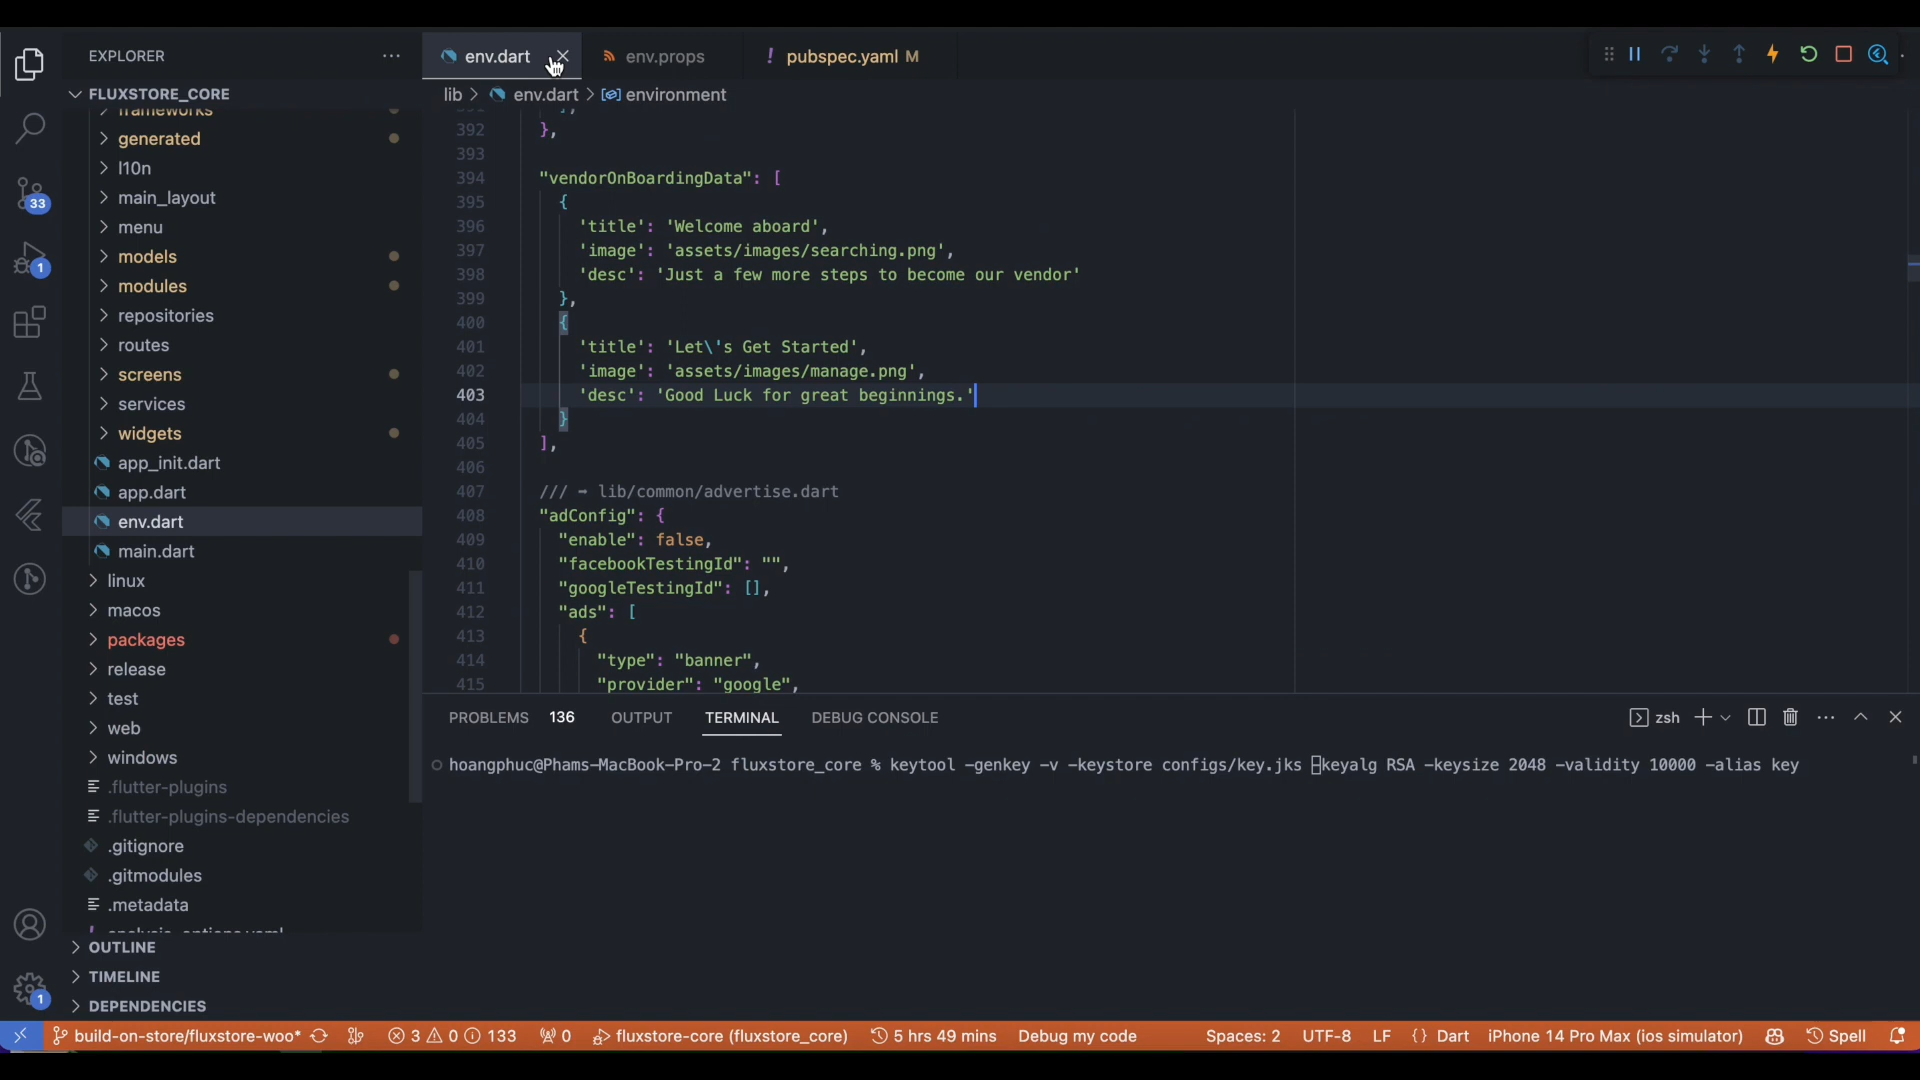 EXPLORER
FLUXSTORE_CORE
frameworks
generated
l10n
main_layout
menu
models
modules
repositories
routes
screens
services
widgets
app_init.dart
app.dart
env.dart
main.dart
linux
macos
packages
release
test
web
windows
.flutter-plugins
.flutter-plugins-dependencies
.gitignore
.gitmodules
.metadata
analysis_options.yaml
OUTLINE
TIMELINE
DEPENDENCIES
33
1
1
env.dart
env.props
! pubspec.yaml M
lib > env.dart > environment
392 },
393
394 "vendorOnBoardingData": [
395 {
396 'title': 'Welcome aboard',
397 'image': 'assets/images/searching.png',
398 'desc': 'Just a few more steps to become our vendor'
399 },
400 {
401 'title': 'Let\'s Get Started',
402 'image': 'assets/images/manage.png',
403 'desc': 'Good Luck for great beginnings.'
404 }
405 ],
406
407 /// ➡ lib/common/advertise.dart
408 "adConfig": {
409 "enable": false,
410 "facebookTestingId": "",
411 "googleTestingId": [],
412 "ads": [
413 {
414 "type": "banner",
415 "provider": "google",
PROBLEMS 136 OUTPUT TERMINAL DEBUG CONSOLE
zsh
hoangphuc@Phams-MacBook-Pro-2 fluxstore_core % keytool -genkey -v -keystore configs/key.jks keyalg RSA -keysize 2048 -validity 10000 -alias key
build-on-store/fluxstore-woo* 3 0 133 0 fluxstore-core (fluxstore_core) 5 hrs 49 mins Debug my code Spaces: 2 UTF-8 LF {} Dart iPhone 14 Pro Max (ios simulator) Spell